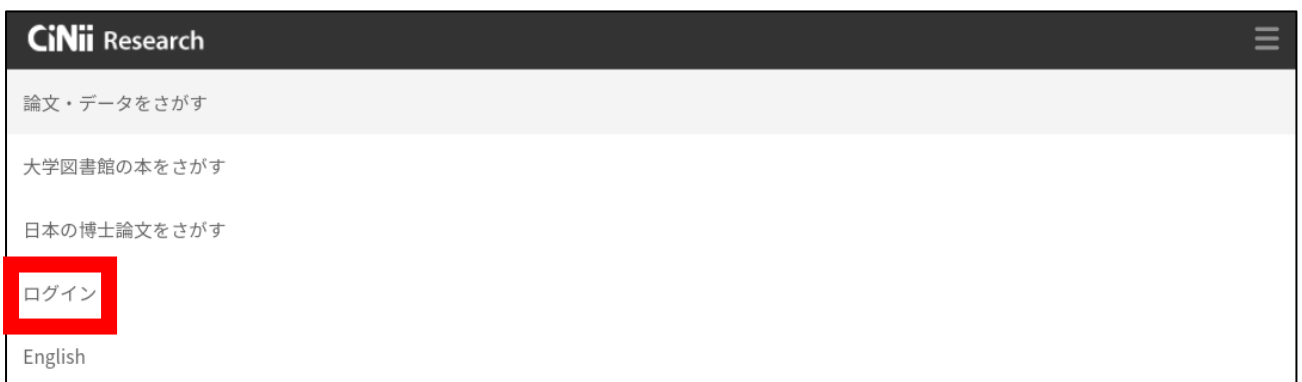 CiNii Research
論文・データをさがす
大学図書館の本をさがす
日本の博士論文をさがす
ログイン
English